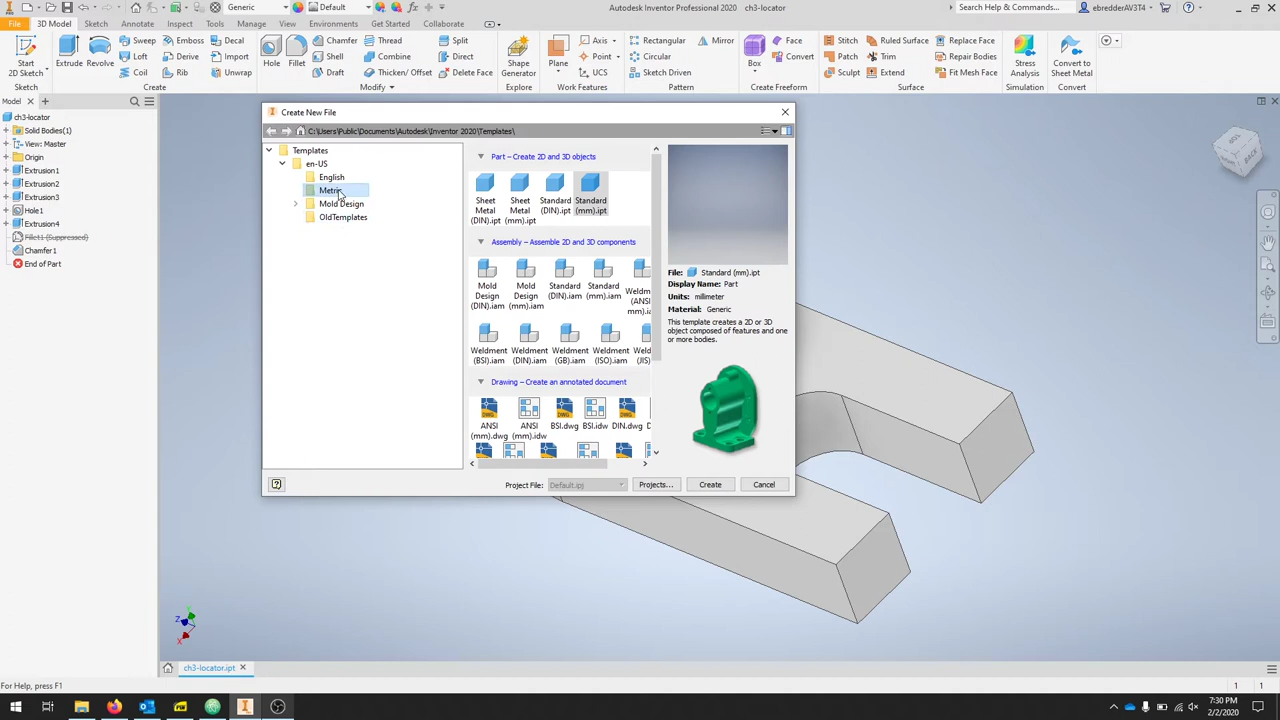 Generic
Default
Autodesk Inventor Professional 2020
ch3-locator
Search Help & Commands...
ebredderAV3T4
File
3D Model
Sketch
Annotate
Inspect
Tools
Manage
View
Environments
Get Started
Collaborate
Start
2D Sketch
Extrude
Revolve
Sweep
Emboss
Decal
Loft
Derive
Import
Coil
Rib
Unwrap
Hole
Fillet
Chamfer
Thread
Split
Shell
Combine
Direct
Draft
Thicken/ Offset
Delete Face
Shape
Generator
Plane
Axis
Point
UCS
Rectangular
Mirror
Circular
Sketch Driven
Box
Face
Convert
Stitch
Ruled Surface
Replace Face
Patch
Trim
Repair Bodies
Sculpt
Extend
Fit Mesh Face
Stress
Analysis
Convert to
Sheet Metal
Sketch
Create
Modify
Explore
Work Features
Pattern
Create Freeform
Surface
Simulation
Convert
Model
ch3-locator
Solid Bodies(1)
View: Master
Origin
Extrusion1
Extrusion2
Extrusion3
Hole1
Extrusion4
Fillet1 (Suppressed)
Chamfer1
End of Part
Create New File
C:\Users\Public\Documents\Autodesk\Inventor 2020\Templates\
Templates
en-US
English
Metric
Mold Design
OldTemplates
Part – Create 2D and 3D objects
Sheet
Metal
(DIN).ipt
Sheet
Metal
(mm).ipt
Standard
(DIN).ipt
Standard
(mm).ipt
Assembly – Assemble 2D and 3D components
Mold
Design
(DIN).iam
Mold
Design
(mm).iam
Standard
(DIN).iam
Standard
(mm).iam
Weldm
(ANSI
mm).i
Weldment
(BSI).iam
Weldment
(DIN).iam
Weldment
(GB).iam
Weldment
(ISO).iam
Weld
(JIS)
Drawing – Create an annotated document
ANSI
(mm).dwg
ANSI
(mm).idw
BSI.dwg
BSI.idw
DIN.dwg
File: Standard (mm).ipt
Display Name: Part
Units: millimeter
Material: Generic
This template creates a 2D or 3D
object composed of features and one
or more bodies.
Project File:
Default.ipj
Projects...
Create
Cancel
ch3-locator.ipt
For Help, press F1
1
1
7:30 PM
2/2/2020